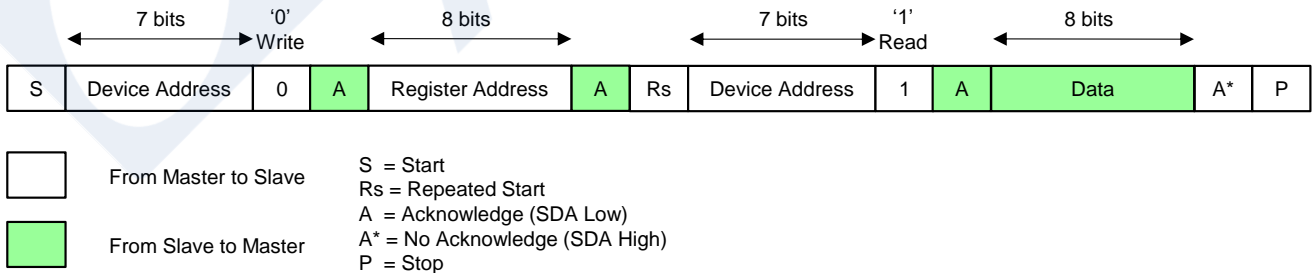 7 bits ‘0’ 8 bits 7 bits ‘1’ 8 bits
Write Read
S Device Address 0 A Register Address A Rs Device Address 1 A Data A* P
From Master to Slave
From Slave to Master
S = Start
Rs = Repeated Start
A = Acknowledge (SDA Low)
A* = No Acknowledge (SDA High)
P = Stop